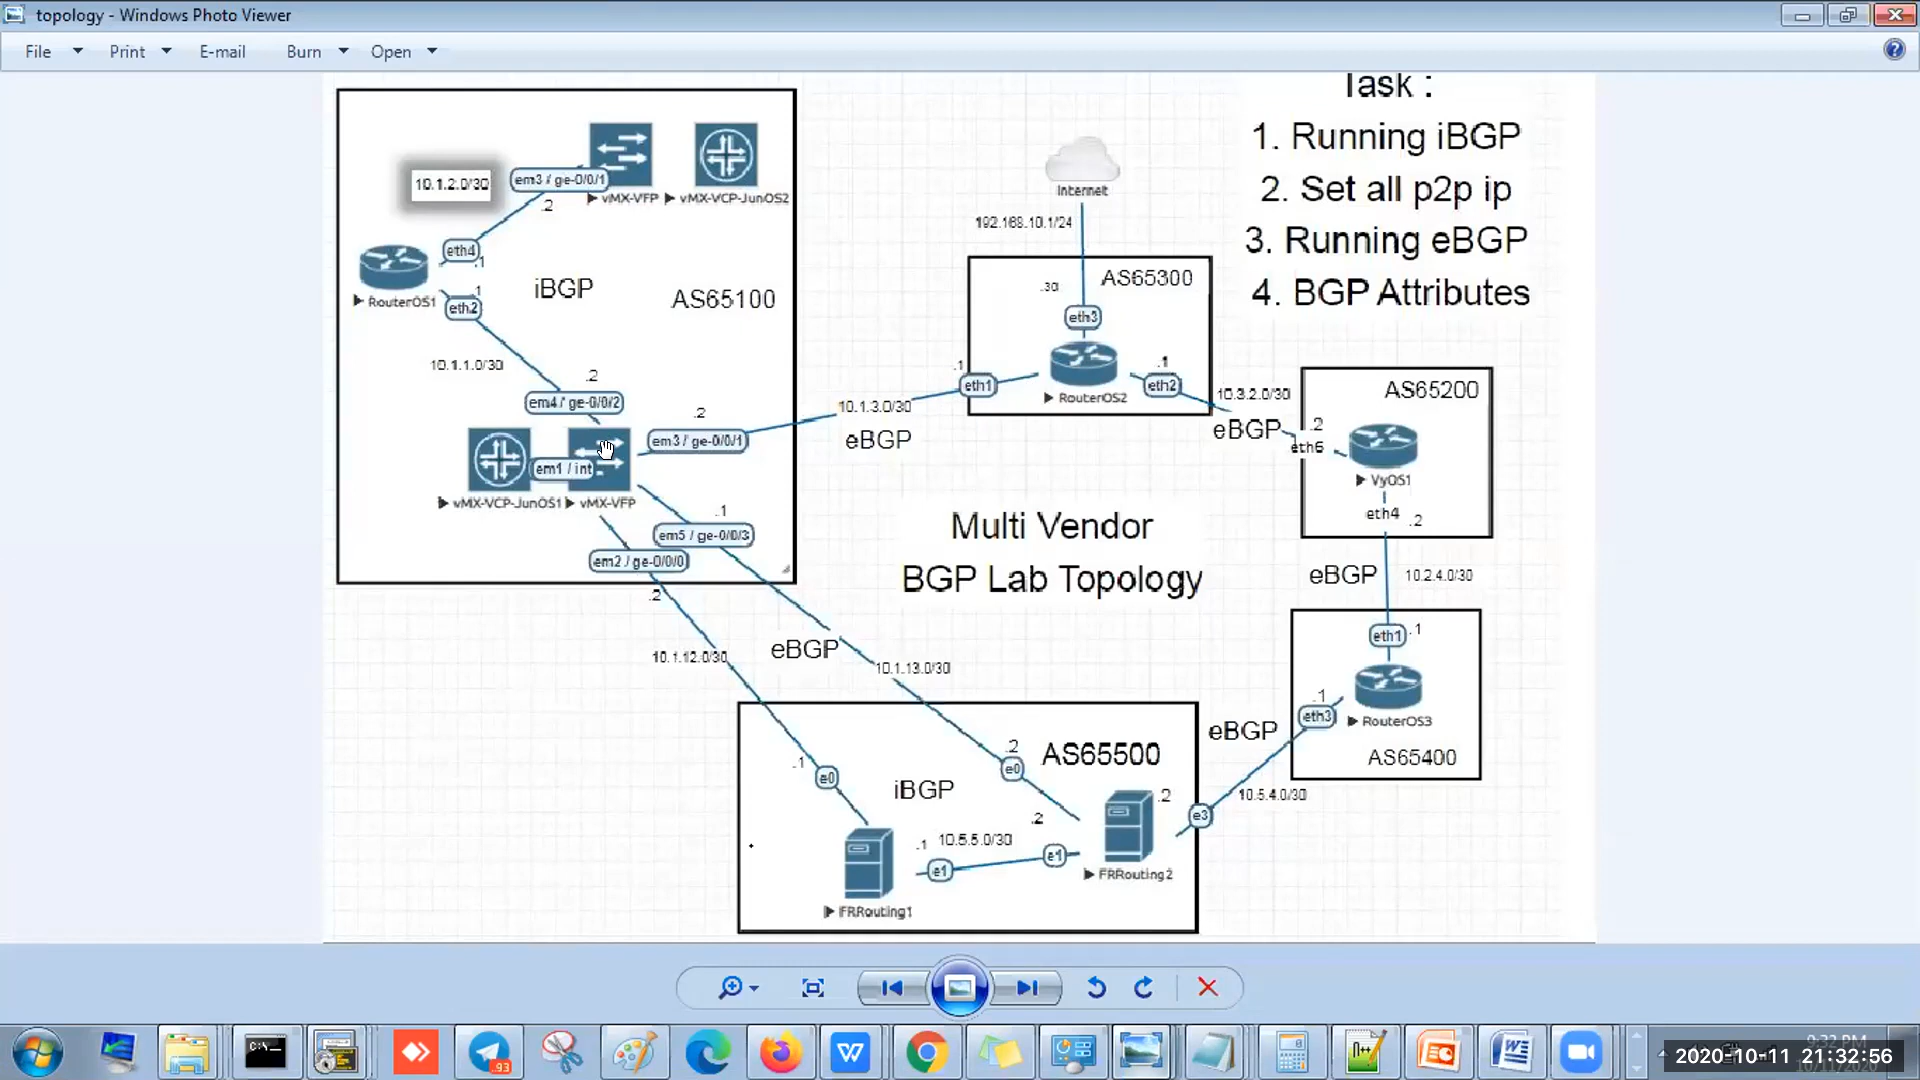 topology - Windows Photo Viewer
File
Print
E-mail
Burn
Open
Task :
1. Running iBGP
2. Set all p2p ip
3. Running eBGP
4. BGP Attributes
10.1.2.0/30
em3 / ge-0/0/1
.2
vMX-VFP
vMX-VCP-JunOS2
eth4
.1
RouterOS1
.1
eth2
iBGP
AS65100
10.1.1.0/30
.2
em4 / ge-0/0/2
.2
em3 / ge-0/0/1
em1 / int
vMX-VCP-JunOS1
vMX-VFP
.1
em5 / ge-0/0/3
em2 / ge-0/0/0
.2
Internet
192.168.10.1/24
AS65300
.30
eth3
.1
eth1
RouterOS2
.1
eth2
10.1.3.0/30
eBGP
10.3.2.0/30
eBGP
AS65200
.2
eth6
VyOS1
eth4
.2
Multi Vendor
BGP Lab Topology
eBGP
10.2.4.0/30
eth1
.1
.1
eth3
RouterOS3
AS65400
10.1.12.0/30
eBGP
10.1.13.0/30
eBGP
10.5.4.0/30
AS65500
.1
e0
.2
e0
iBGP
.2
e3
.1
10.5.5.0/30
.2
e1
e1
FRRouting1
FRRouting2
C:\
.93
n++
9:32 PM
2020-10-11 21:32:56